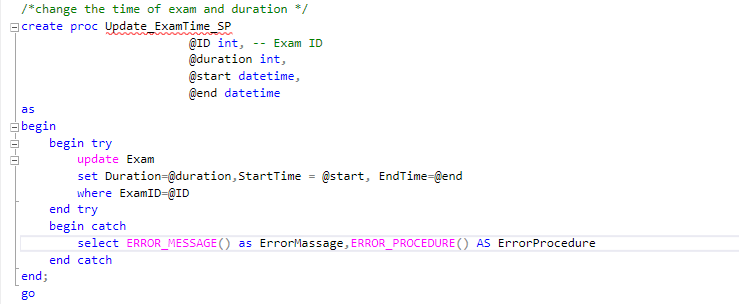 /*change the time of exam and duration */
create proc Update_ExamTime_SP
@ID int, -- Exam ID
@duration int,
@start datetime,
@end datetime
as
begin
begin try
update Exam
set Duration=@duration,StartTime = @start, EndTime=@end
where ExamID=@ID
end try
begin catch
select ERROR_MESSAGE() as ErrorMassage,ERROR_PROCEDURE() AS ErrorProcedure
end catch
end;
go